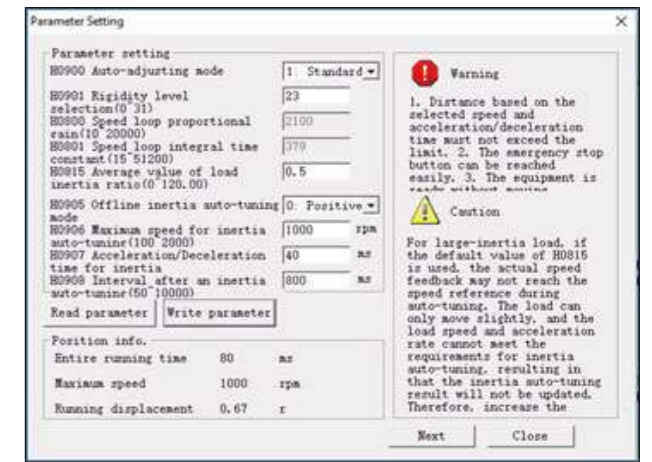 Parameter Setting
Parameter setting
H0900 Auto-adjusting mode
1: Standard
H0901 Rigidity level
selection(0~31)
23
H0800 Speed loop proportional
gain(10~20000)
2100
H0801 Speed loop integral time
constant(15~51200)
379
H0815 Average value of load
inertia ratio(0~120.00)
0.5
H0905 Offline inertia auto-tuning
mode
0: Positive
H0906 Maximum speed for inertia
auto-tuning(100~2000)
1000 rpm
H0907 Acceleration/Deceleration
time for inertia
40 ms
H0908 Interval after an inertia
auto-tuning(50~10000)
800 ms
Read parameter
Write parameter
Position info.
Entire running time 80 ms
Maximum speed 1000 rpm
Running displacement 0.67 r
Warning
1. Distance based on the
selected speed and
acceleration/deceleration
time must not exceed the
limit. 2. The emergency stop
button can be reached
easily. 3. The equipment is
ready without moving
Caution
For large-inertia load, if
the default value of H0815
is used, the actual speed
feedback may not reach the
speed reference during
auto-tuning. The load can
only move slightly, and the
load speed and acceleration
rate cannot meet the
requirements for inertia
auto-tuning, resulting in
that the inertia auto-tuning
result will not be updated.
Therefore, increase the
Next
Close